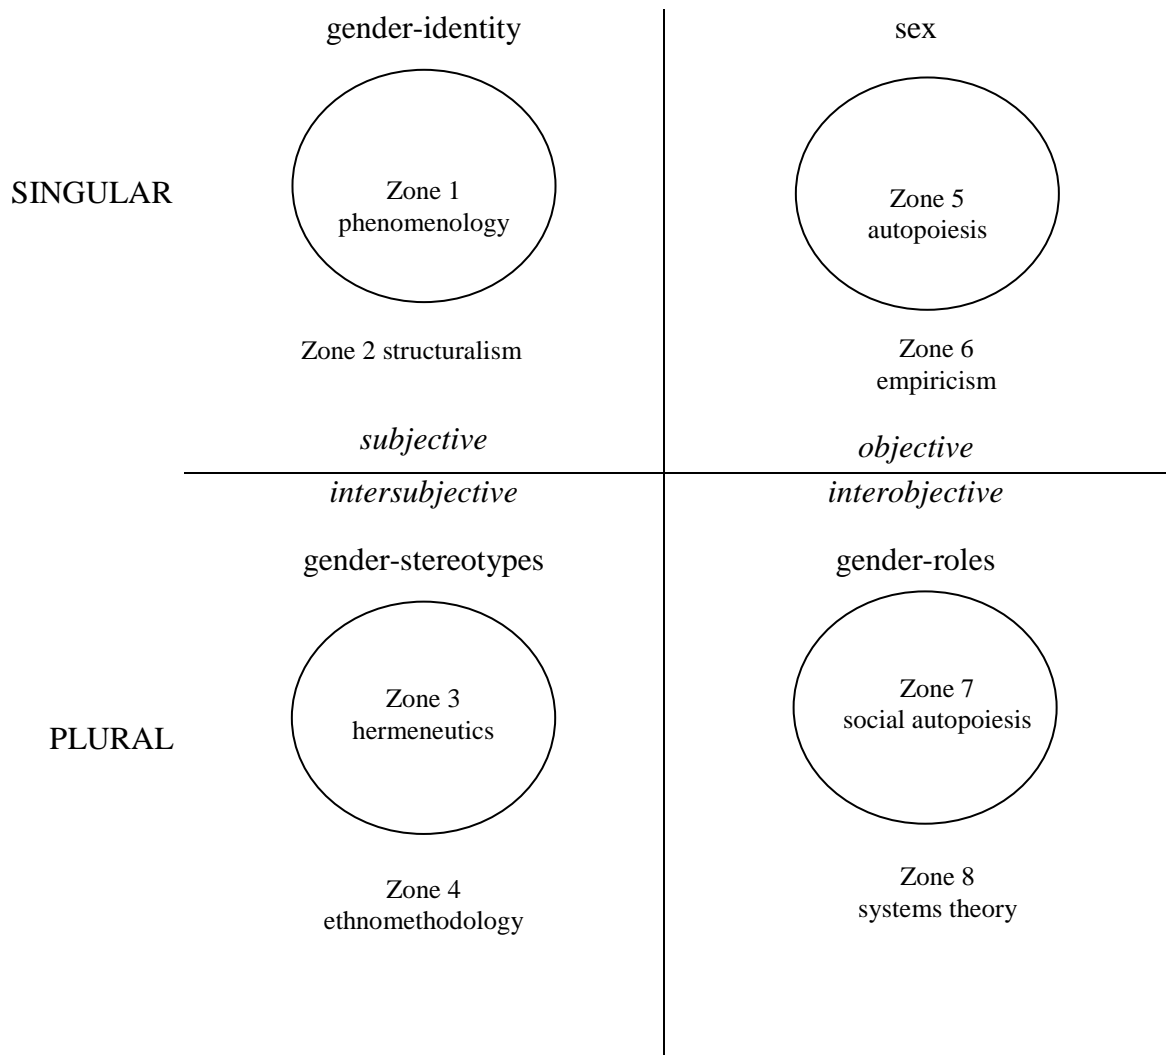 gender-identity
sex
SINGULAR
Zone 1
phenomenology
Zone 5
autopoiesis
Zone 2 structuralism
Zone 6
empiricism
subjective
objective
intersubjective
interobjective
gender-stereotypes
gender-roles
PLURAL
Zone 3
hermeneutics
Zone 7
social autopoiesis
Zone 4
ethnomethodology
Zone 8
systems theory